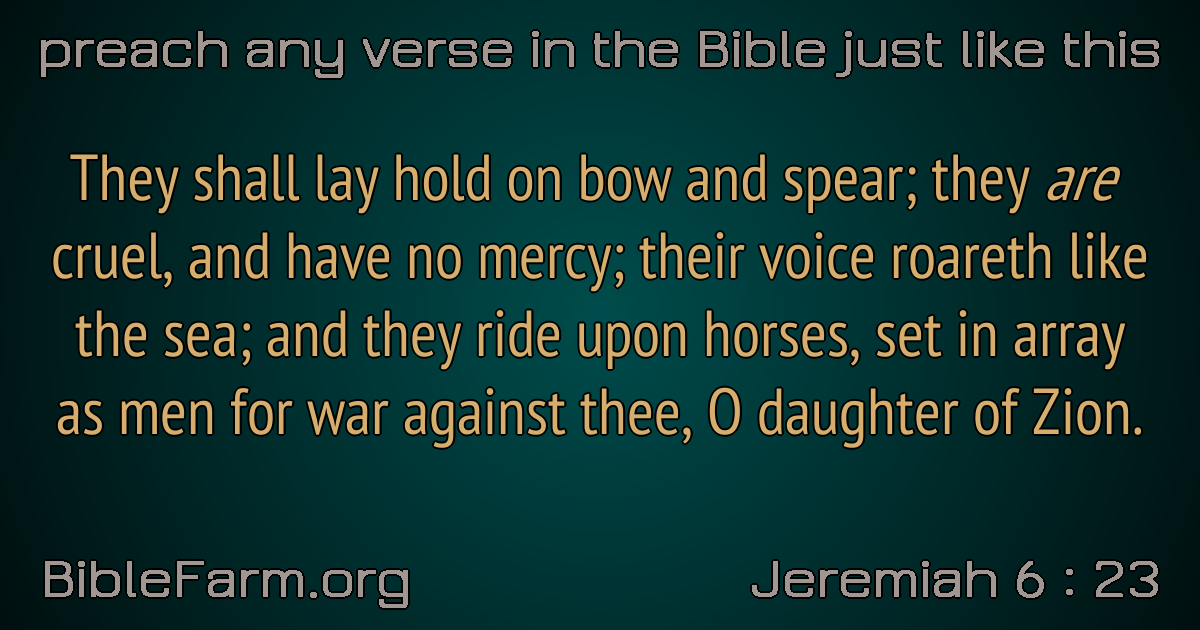 preach any verse in the Bible just like this
They shall lay hold on bow and spear; they are
cruel, and have no mercy; their voice roareth like
the sea; and they ride upon horses, set in array
as men for war against thee, O daughter of Zion.
BibleFarm.org
Jeremiah 6 : 23